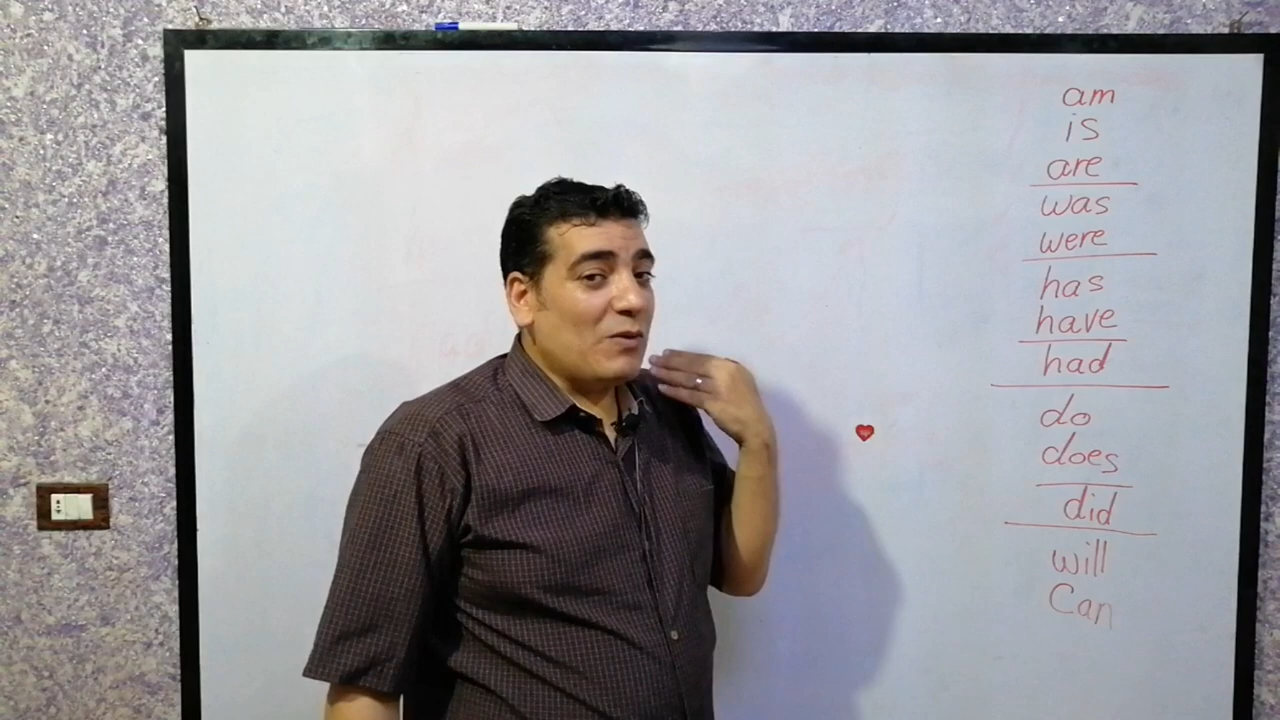 am
is
are
was
were
has
have
had
do
does
did
will
Can